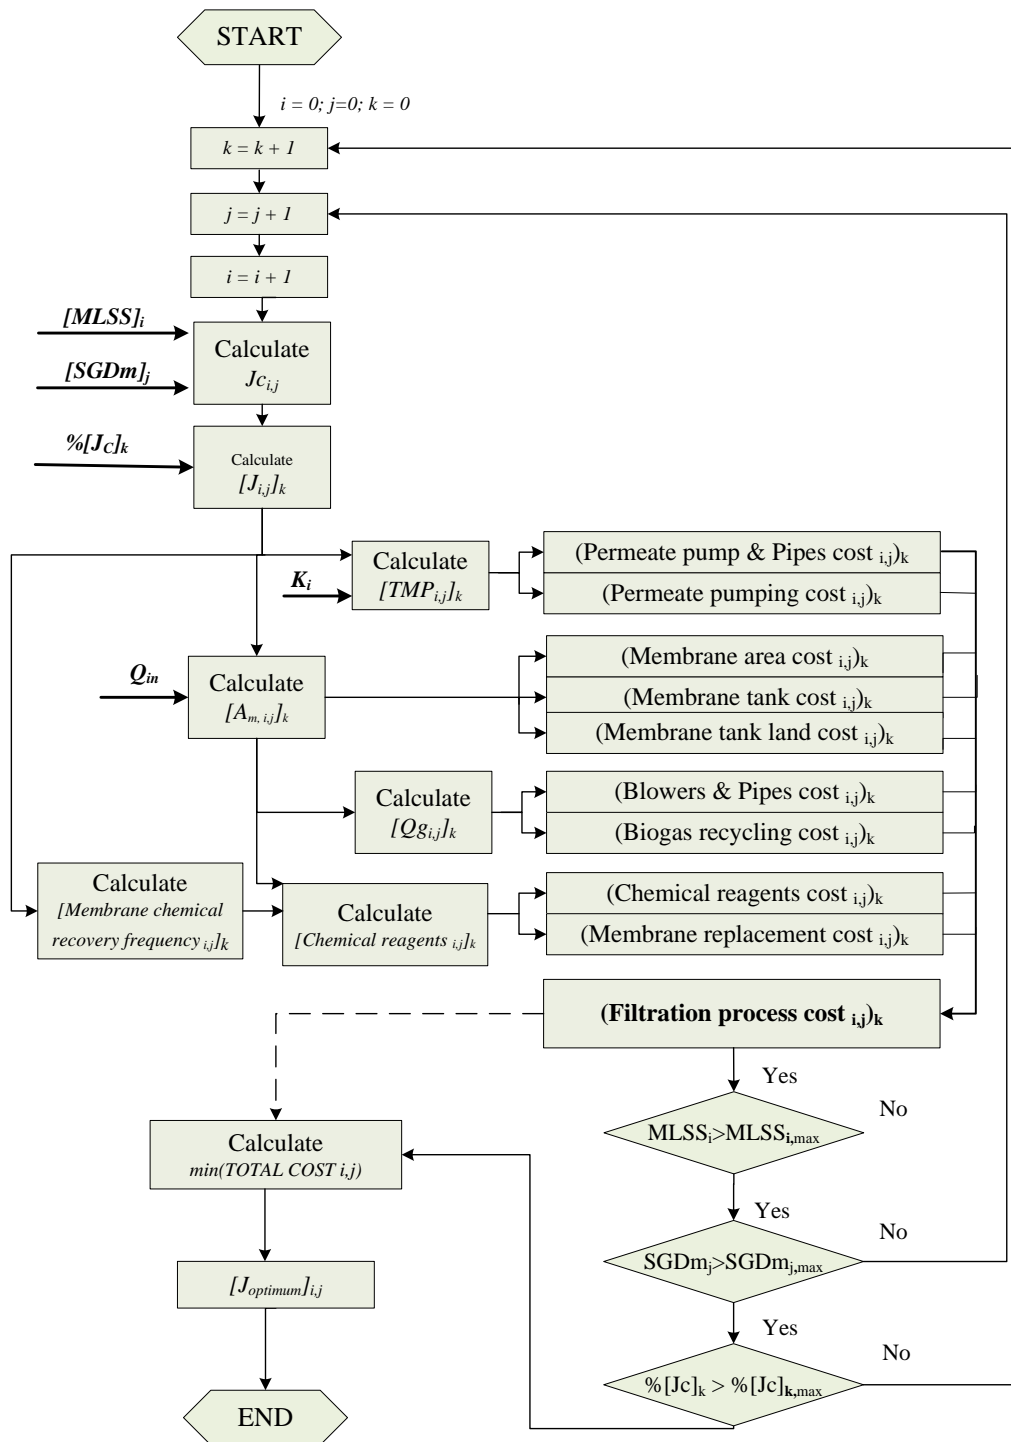 START
i = 0; j=0; k = 0
k = k + 1
j = j + 1
i = i + 1
[MLSS]i
Calculate
Jci,j
[SGDm]j
%[JC]k
Calculate
[Ji,j]k
Calculate
[TMPi,j]k
Ki
(Permeate pump & Pipes cost i,j)k
(Permeate pumping cost i,j)k
Qin
Calculate
[Am, i,j]k
(Membrane area cost i,j)k
(Membrane tank cost i,j)k
(Membrane tank land cost i,j)k
Calculate
[Qgi,j]k
(Blowers & Pipes cost i,j)k
(Biogas recycling cost i,j)k
Calculate
[Membrane chemical
recovery frequency i,j]k
Calculate
[Chemical reagents i,j]k
(Chemical reagents cost i,j)k
(Membrane replacement cost i,j)k
(Filtration process cost i,j)k
Yes
No
MLSSi>MLSSi,max
Calculate
min(TOTAL COST i,j)
Yes
No
SGDmj>SGDmj,max
[Joptimum]i,j
Yes
No
%[Jc]k > %[Jc]k,max
END